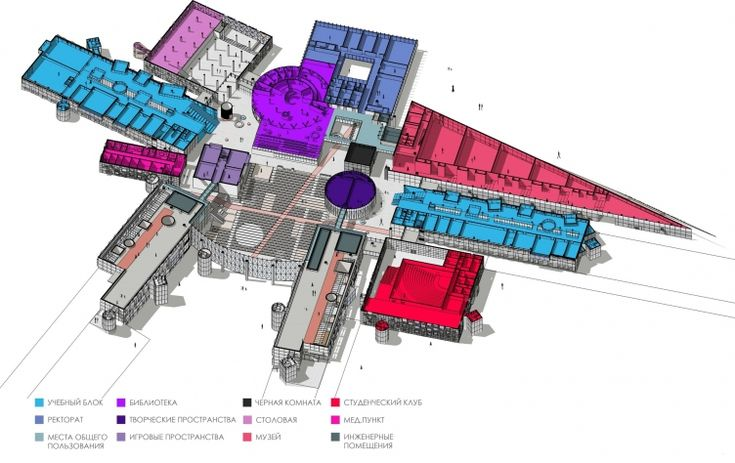 УЧЕБНЫЙ БЛОК
БИБЛИОТЕКА
ЧЕРНАЯ КОМНАТА
СТУДЕНЧЕСКИЙ КЛУБ
РЕКТОРАТ
ТВОРЧЕСКИЕ ПРОСТРАНСТВА
СТОЛОВАЯ
МЕД.ПУНКТ
МЕСТА ОБЩЕГО
ПОЛЬЗОВАНИЯ
ИГРОВЫЕ ПРОСТРАНСТВА
МУЗЕЙ
ИНЖЕНЕРНЫЕ
ПОМЕЩЕНИЯ